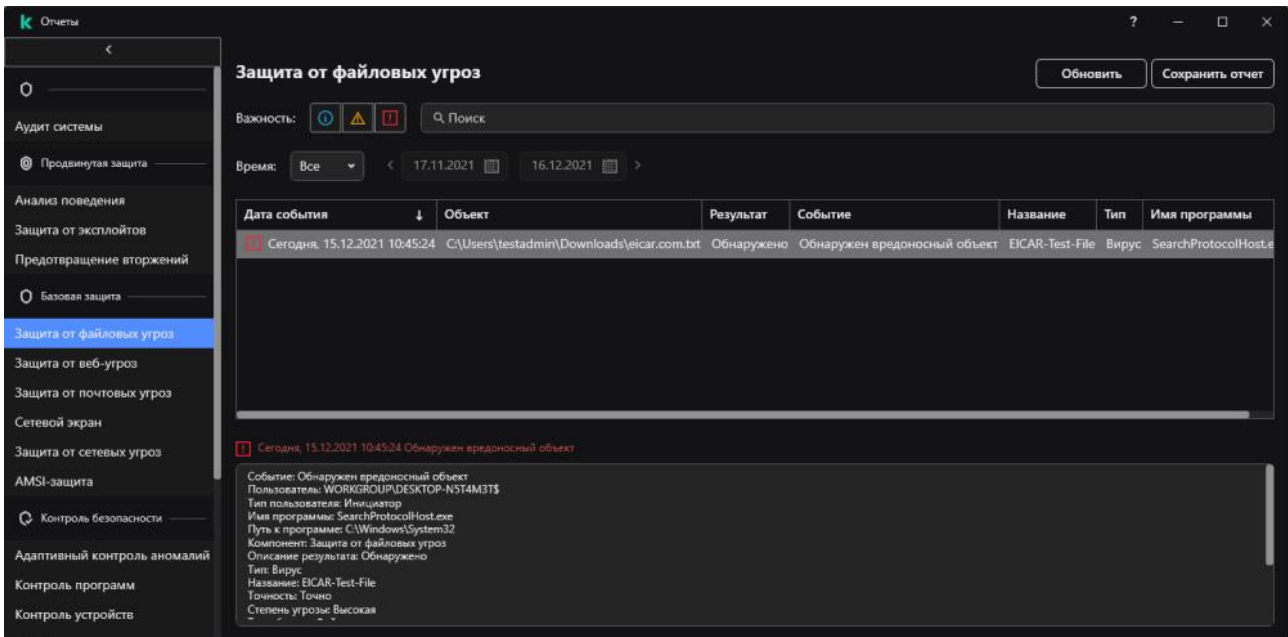 Отчеты
Аудит системы
Продвинутая защита
Анализ поведения
Защита от эксплойтов
Предотвращение вторжений
Базовая защита
Защита от файловых угроз
Защита от веб-угроз
Защита от почтовых угроз
Сетевой экран
Защита от сетевых угроз
AMSI-защита
Контроль безопасности
Адаптивный контроль аномалий
Контроль программ
Контроль устройств
Защита от файловых угроз
Обновить
Сохранить отчет
Важность:
Поиск
Время: Все 17.11.2021 16.12.2021
Дата события Объект Результат Событие Название Тип Имя программы
Сегодня, 15.12.2021 10:45:24 C:\Users\testadmin\Downloads\eicar.com.txt Обнаружено Обнаружен вредоносный объект EICAR-Test-File Вирус SearchProtocolHost.e
Сегодня, 15.12.2021 10:45:24 Обнаружен вредоносный объект
Событие: Обнаружен вредоносный объект
Пользователь: WORKGROUP\DESKTOP-N5T4M3T$
Тип пользователя: Инициатор
Имя программы: SearchProtocolHost.exe
Путь к программе: C:\Windows\System32
Компонент: Защита от файловых угроз
Описание результата: Обнаружено
Тип: Вирус
Название: EICAR-Test-File
Точность: Точно
Степень угрозы: Высокая